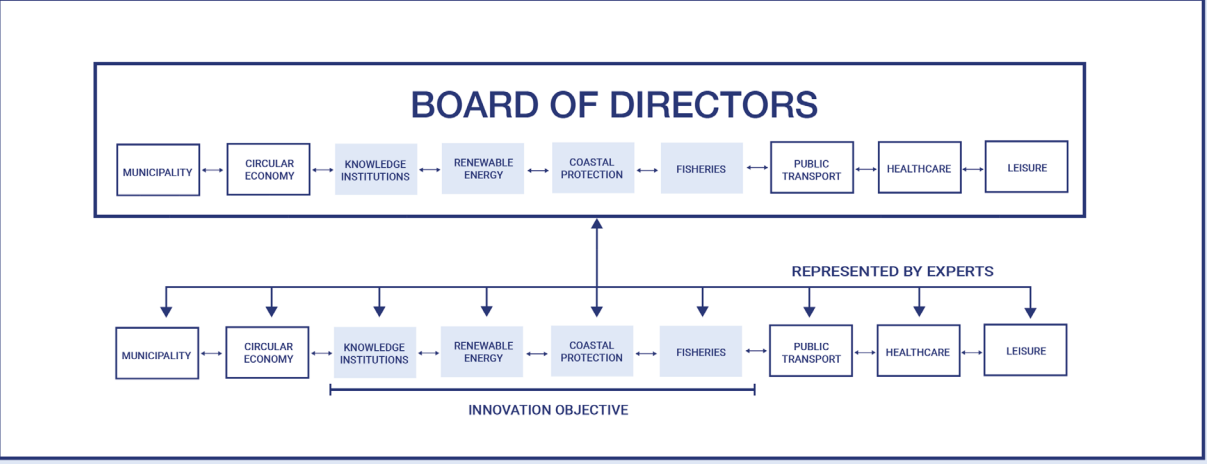 BOARD OF DIRECTORS
MUNICIPALITY
CIRCULAR
ECONOMY
KNOWLEDGE
INSTITUTIONS
RENEWABLE
ENERGY
COASTAL
PROTECTION
FISHERIES
PUBLIC
TRANSPORT
HEALTHCARE
LEISURE
REPRESENTED BY EXPERTS
MUNICIPALITY
CIRCULAR
ECONOMY
KNOWLEDGE
INSTITUTIONS
RENEWABLE
ENERGY
COASTAL
PROTECTION
FISHERIES
PUBLIC
TRANSPORT
HEALTHCARE
LEISURE
INNOVATION OBJECTIVE